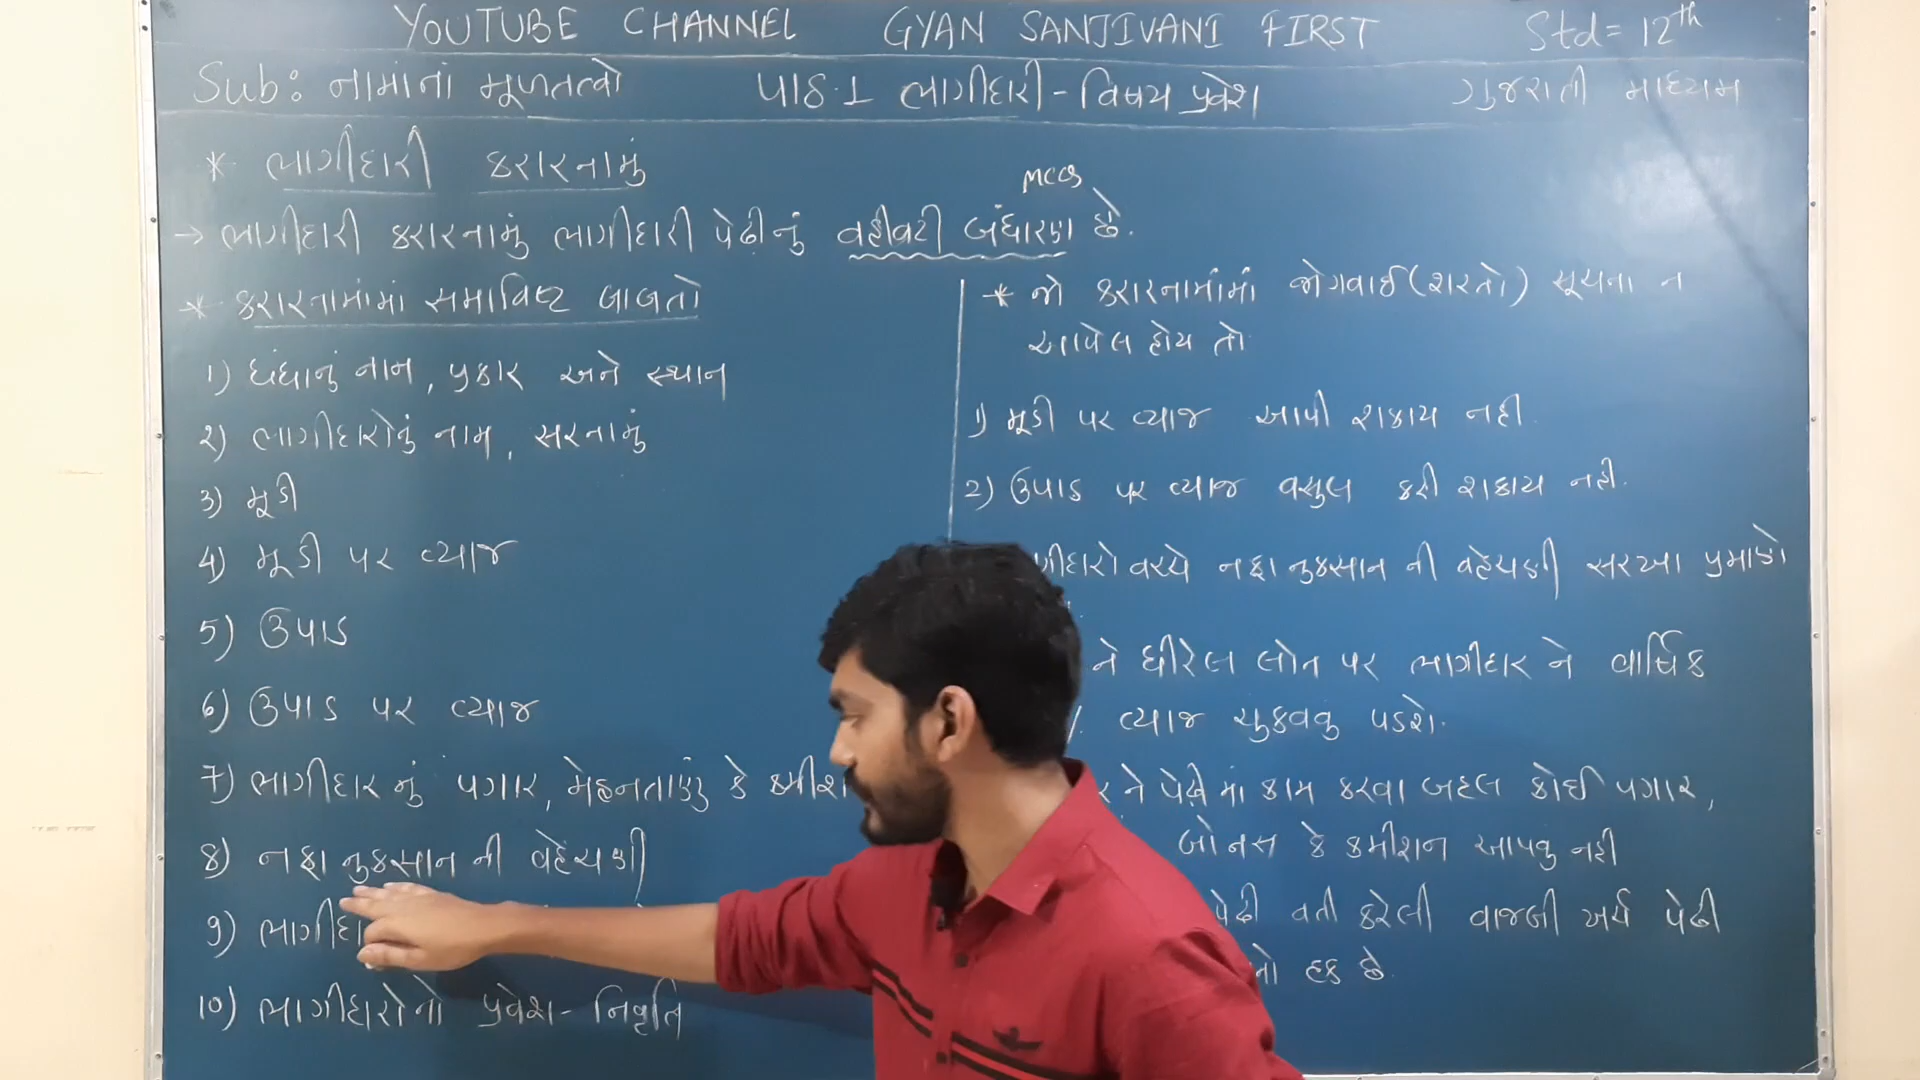 YOUTUBE CHANNEL GYAN SANJIVANI FIRST Std = 12th
Sub: નામાંનાં મૂળતત્વો પાઠ.1 ભાગીદારી - વિષય પ્રવેશ ગુજરાતી માધ્યમ
* ભાગીદારી કરારનામું
MCQs
→ ભાગીદારી કરારનામું ભાગીદારી પેઢીનું વહીવટી બંધારણ છે.
* કરારનામાંમાં સમાવિષ્ટ બાબતો
1) ધંધાનું નામ, પ્રકાર અને સ્થાન
2) ભાગીદારોનું નામ, સરનામું
3) મૂડી
4) મૂડી પર વ્યાજ
5) ઉપાડ
6) ઉપાડ પર વ્યાજ
7) ભાગીદારનું પગાર, મેહનતાણું કે કમીશ
8) નફા નુકસાન ની વહેંચણી
9) ભાગીદા
10) ભાગીદારોનો પ્રવેશ - નિવૃતિ
* જો કરારનામાંમાં જોગવાઈ (શરતો) સૂચના ન
આપેલ હોય તો
1) મૂડી પર વ્યાજ આપી શકાય નહી.
2) ઉપાડ પર વ્યાજ વસુલ કરી શકાય નહી.
ગીદારો વચ્ચે નફા નુકસાન ની વહેંચણી સરખા પ્રમાણે
ને ધીરેલ લોન પર ભાગીદાર ને વાર્ષિક
% વ્યાજ ચુકવવુ પડશે.
ર ને પેઢીમાં કામ કરવા બદલ કોઈ પગાર,
બોનસ કે કમીશન આપવુ નહી
પેઢી વતી કરેલી વાજબી ખર્ચ પેઢી
નો હક છે.